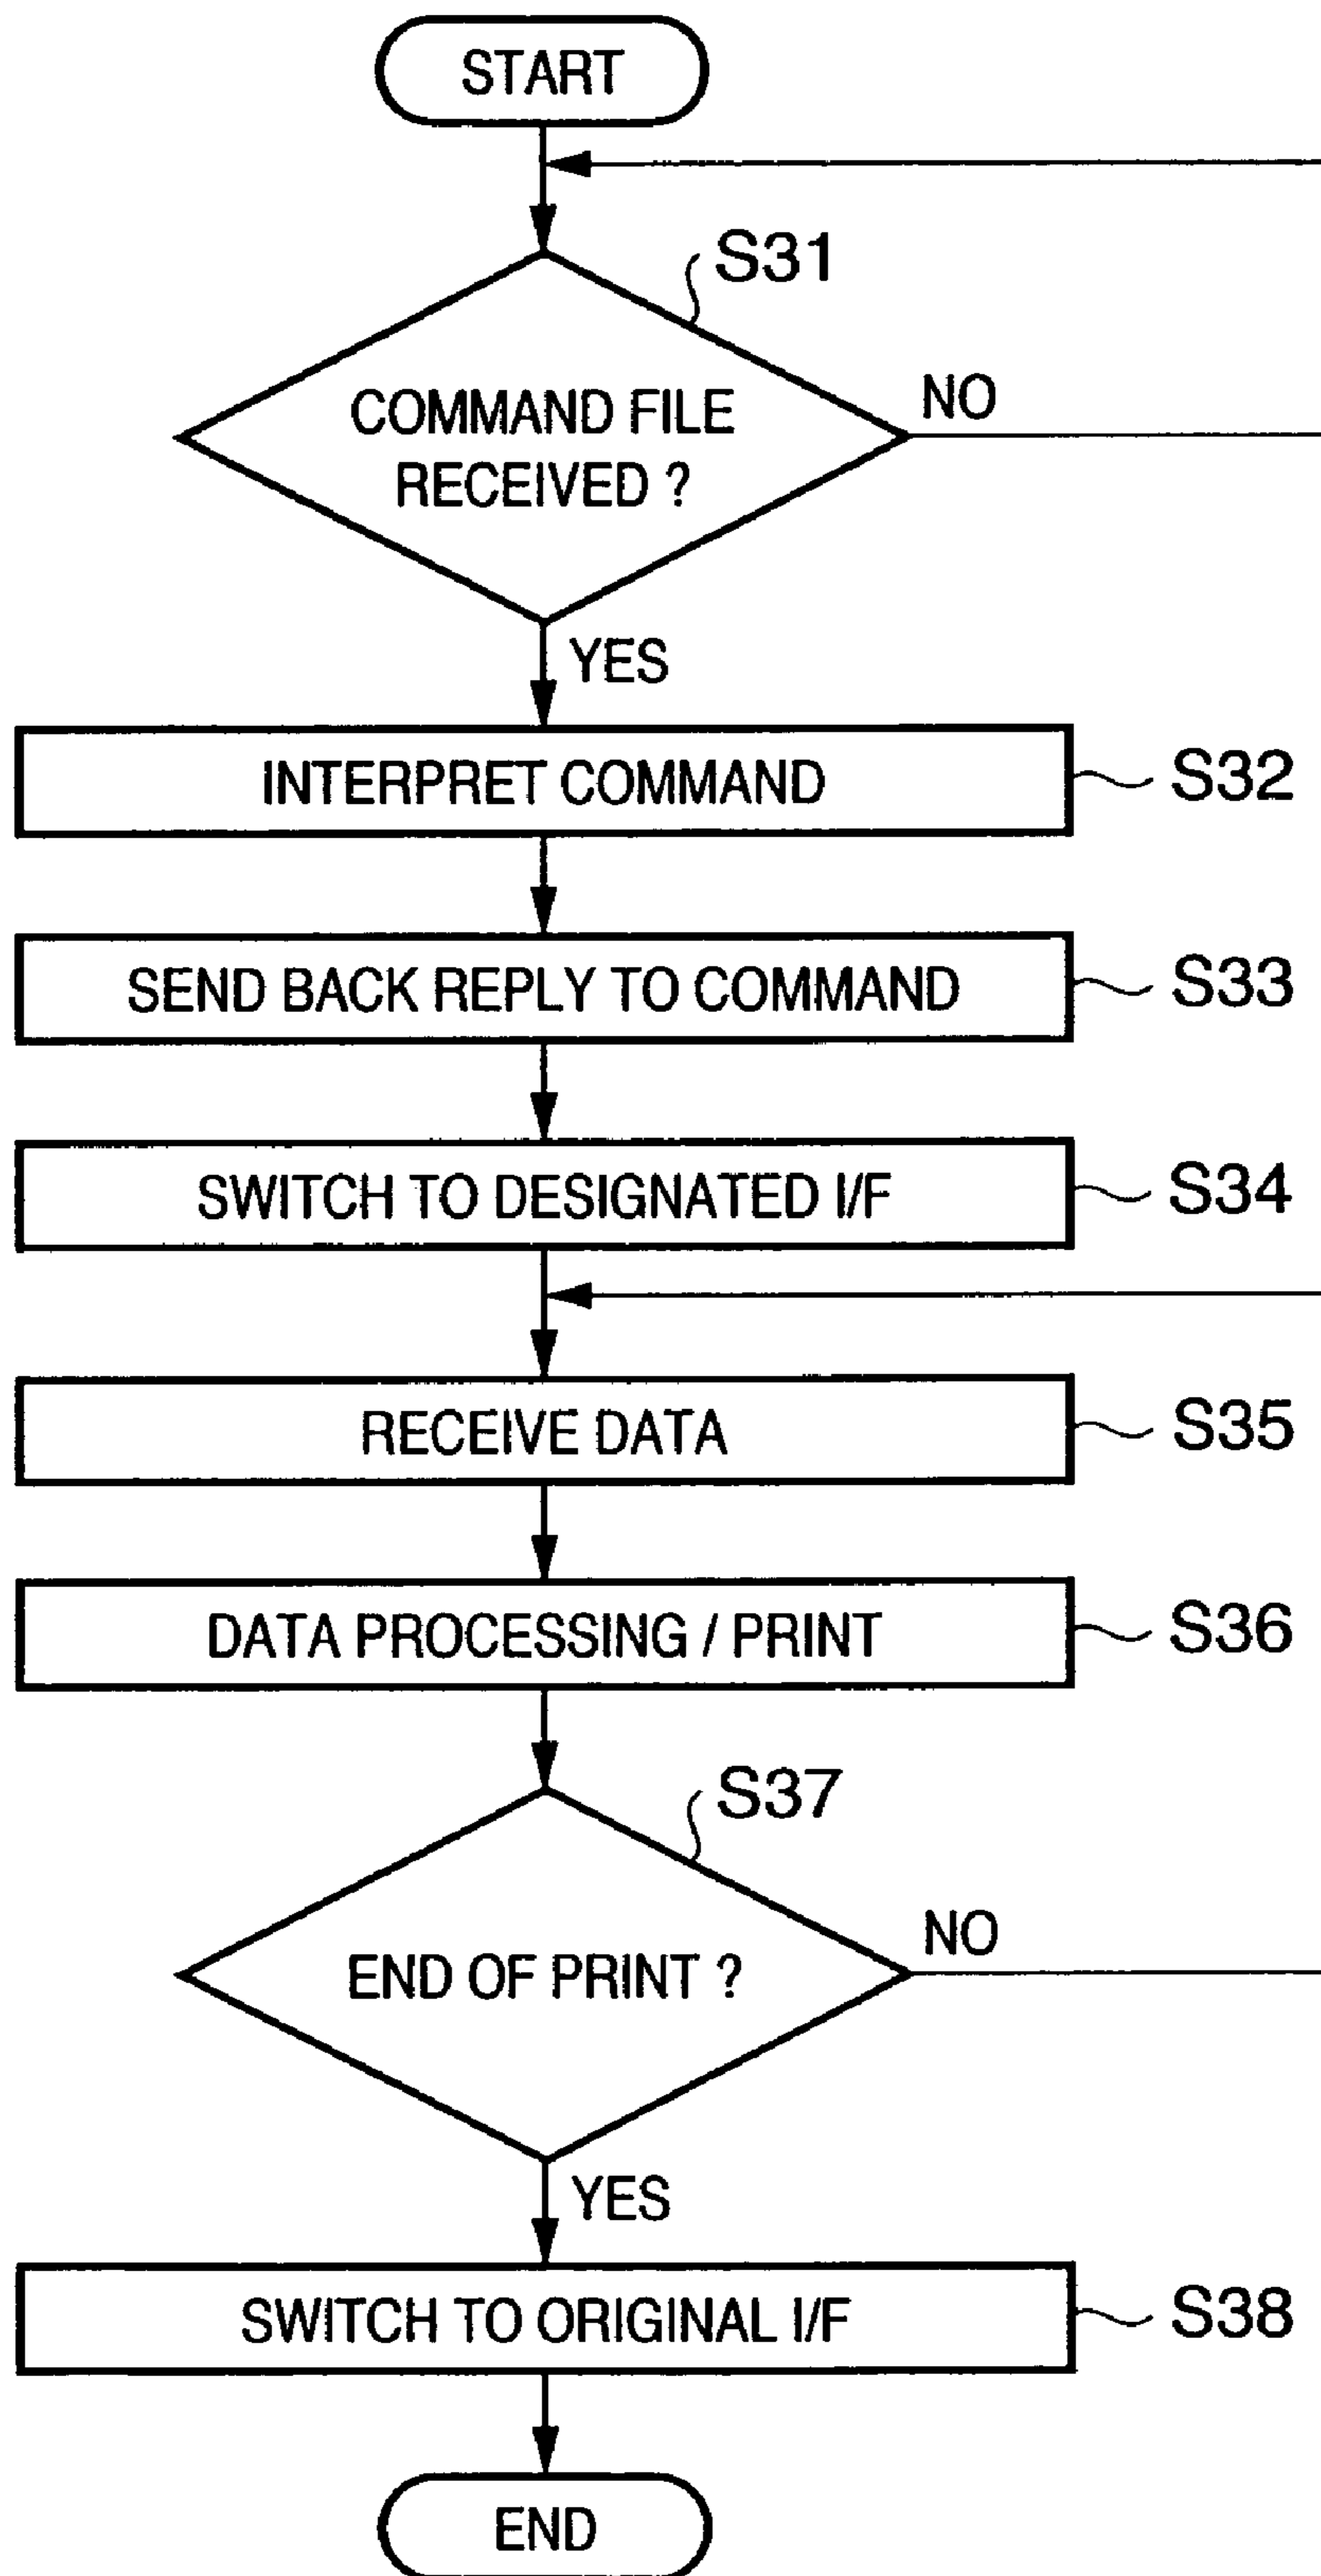 START
S31
COMMAND FILE
RECEIVED ?
NO
YES
INTERPRET COMMAND
S32
SEND BACK REPLY TO COMMAND
S33
SWITCH TO DESIGNATED I/F
S34
RECEIVE DATA
S35
DATA PROCESSING / PRINT
S36
S37
END OF PRINT ?
NO
YES
SWITCH TO ORIGINAL I/F
S38
END